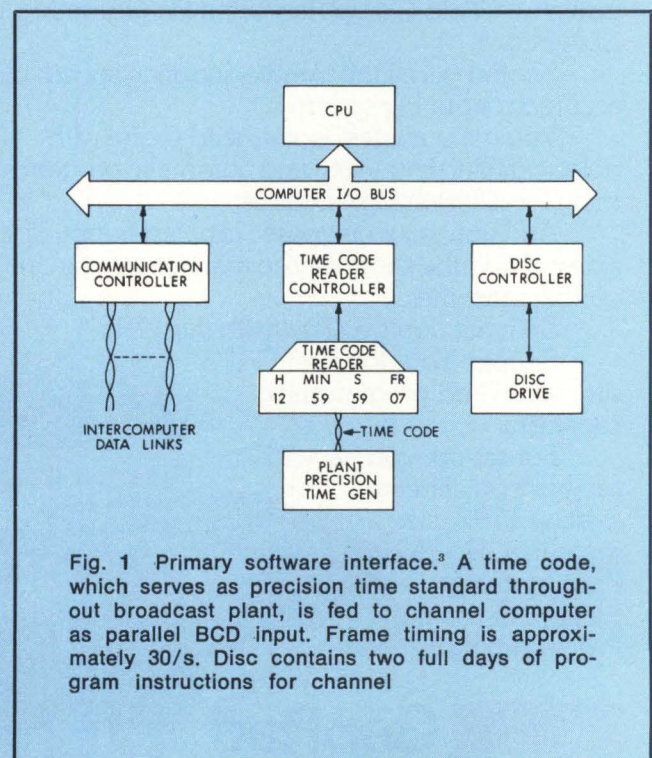 CPU
COMPUTER I/O BUS
COMMUNICATION
CONTROLLER
TIME CODE
READER
CONTROLLER
DISC
CONTROLLER
TIME CODE
READER
H MIN S FR
12 59 59 07
DISC
DRIVE
INTERCOMPUTER
DATA LINKS
TIME CODE
PLANT
PRECISION
TIME GEN
Fig. 1 Primary software interface.³ A time code,
which serves as precision time standard through-
out broadcast plant, is fed to channel computer
as parallel BCD input. Frame timing is approxi-
mately 30/s. Disc contains two full days of pro-
gram instructions for channel